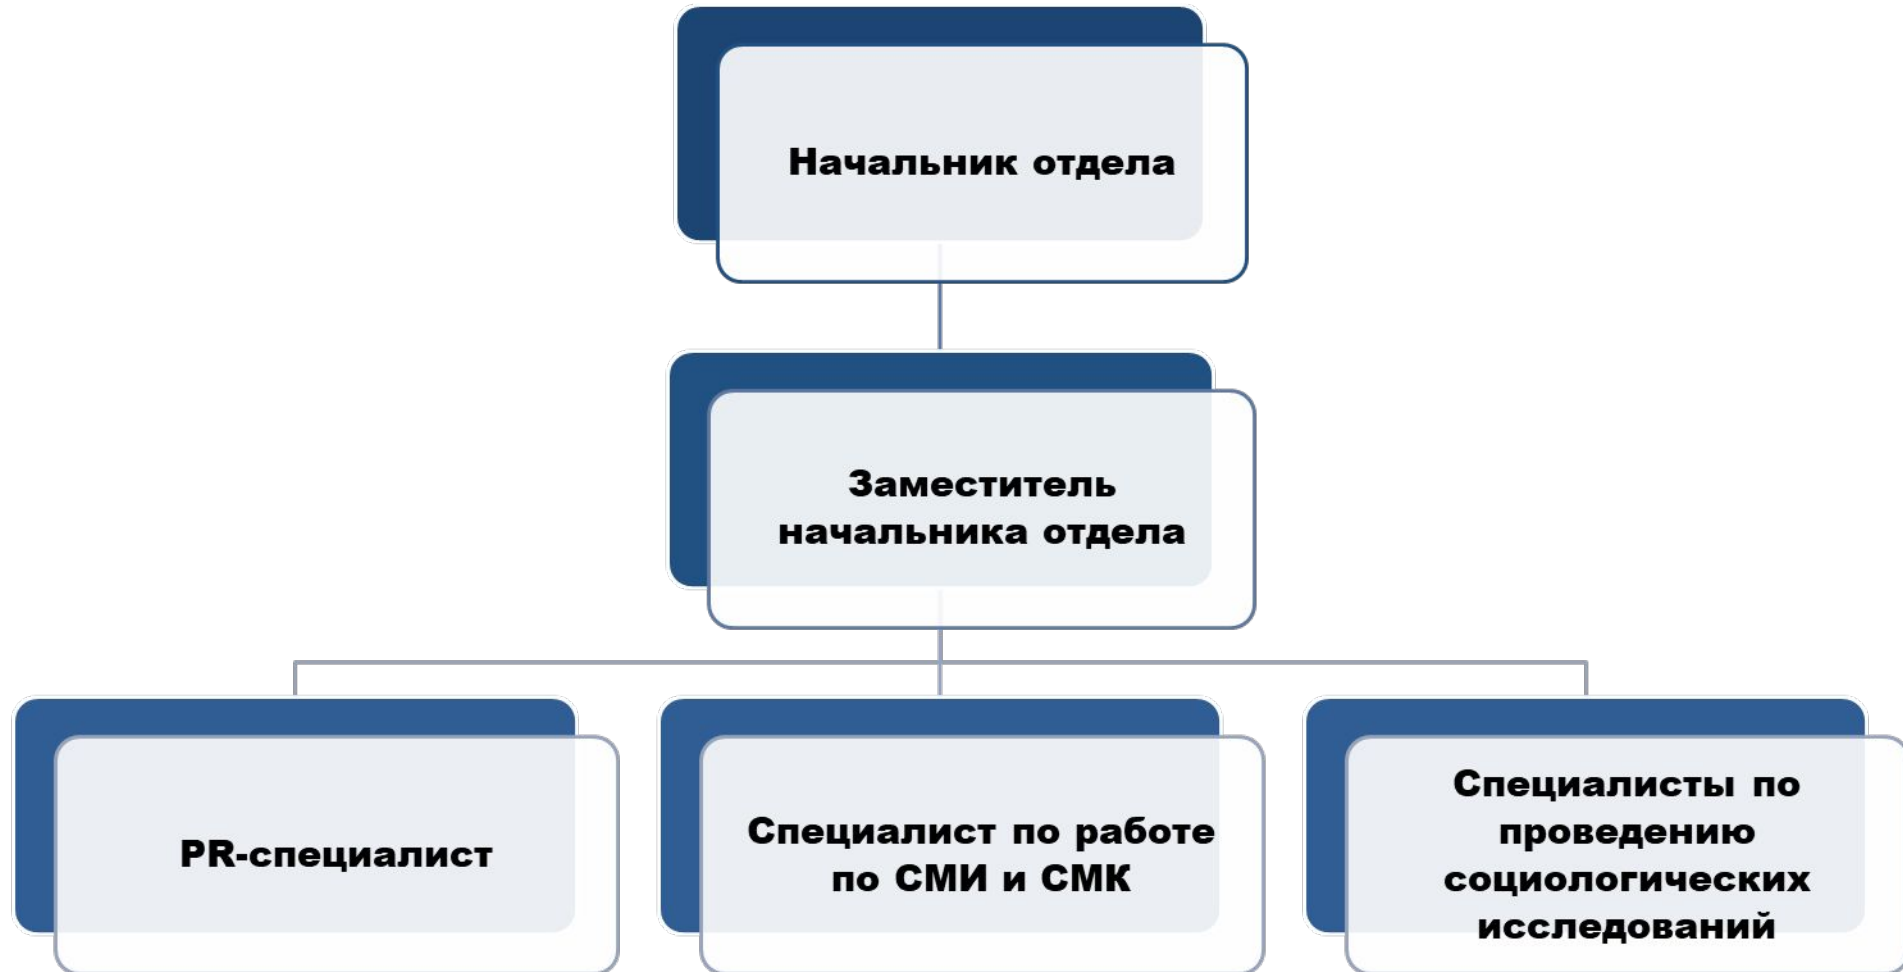 Начальник отдела
Заместитель
начальника отдела
PR-специалист
Специалист по работе
по СМИ и СМК
Специалисты по
проведению
социологических
исследований